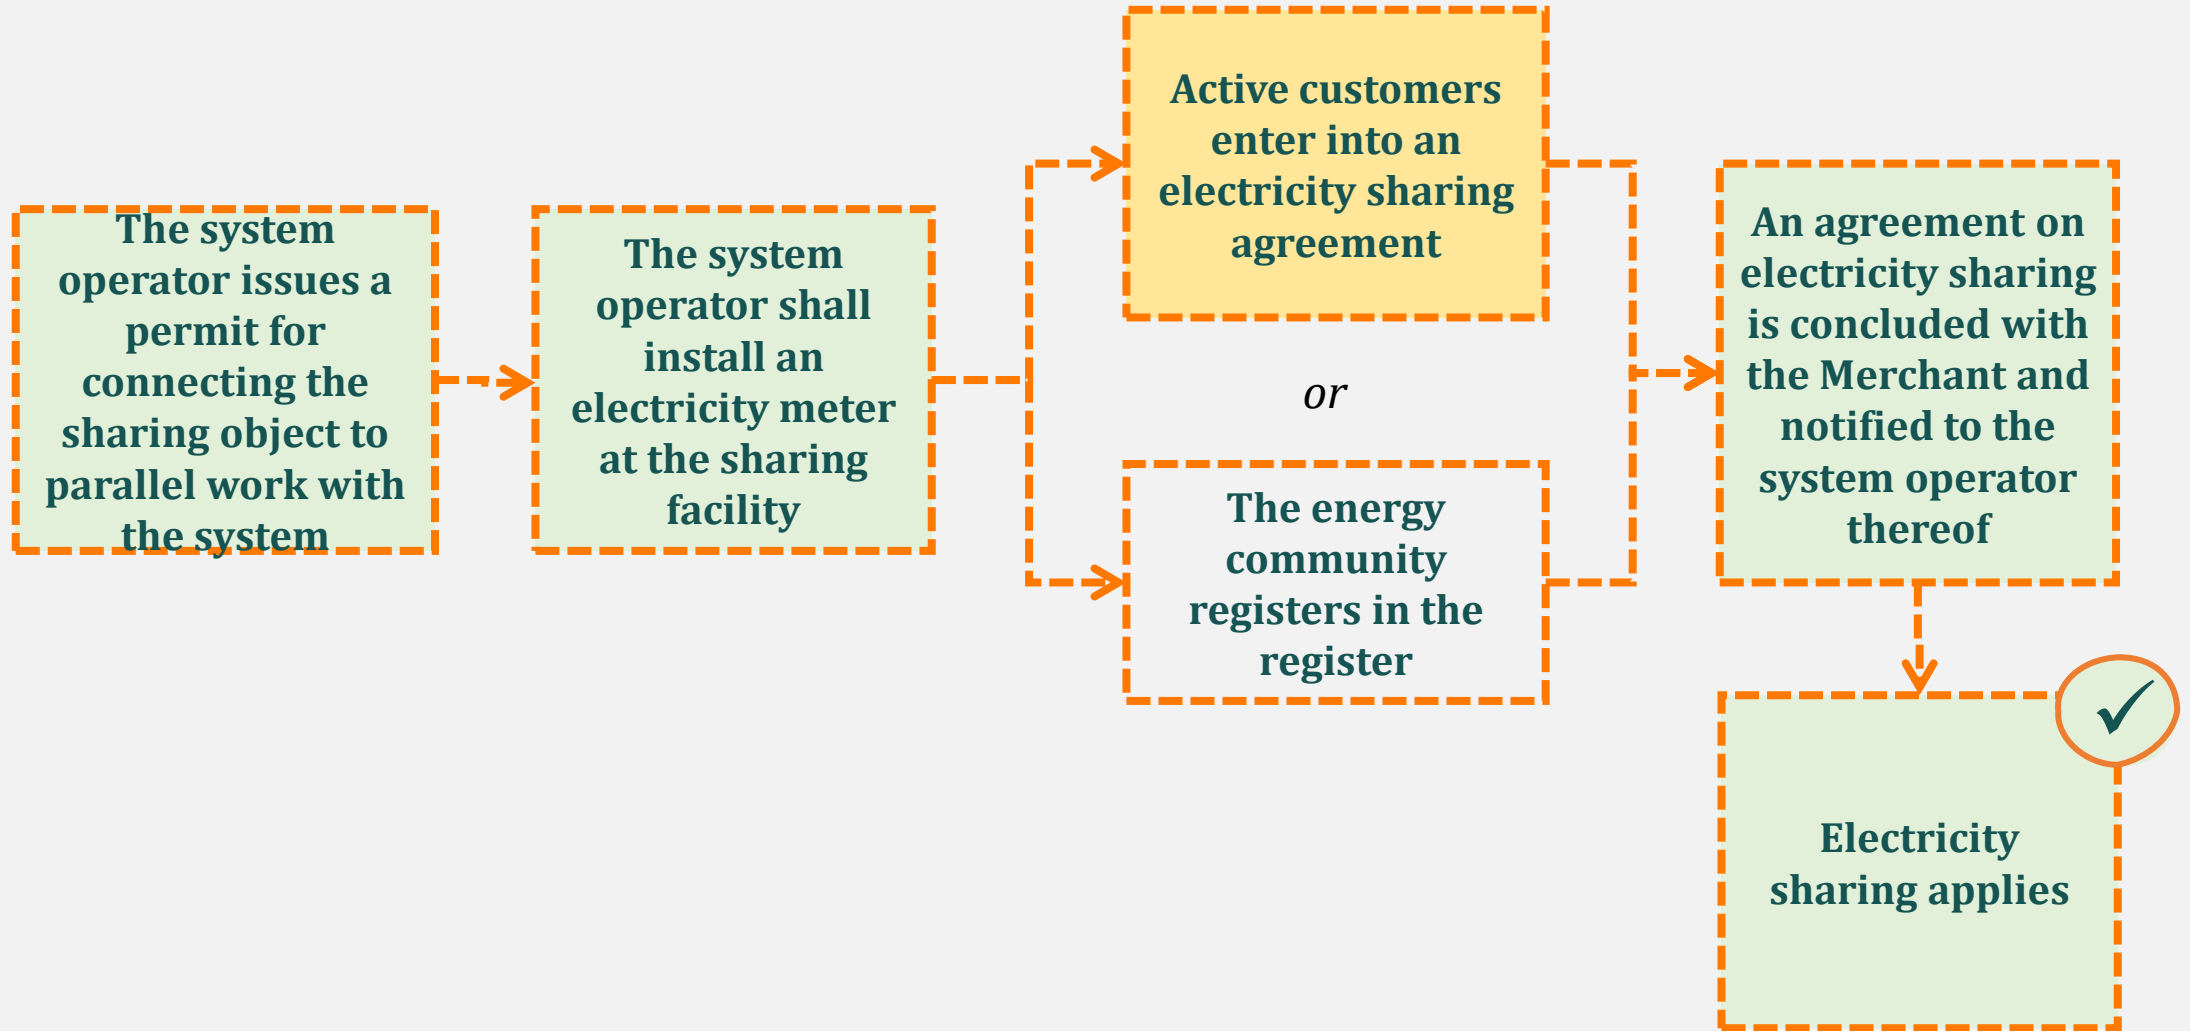 The system
operator issues a
permit for
connecting the
sharing object to
parallel work with
the system
The system
operator shall
install an
electricity meter
at the sharing
facility
Active customers
enter into an
electricity sharing
agreement
or
The energy
community
registers in the
register
An agreement on
electricity sharing
is concluded with
the Merchant and
notified to the
system operator
thereof
Electricity
sharing applies